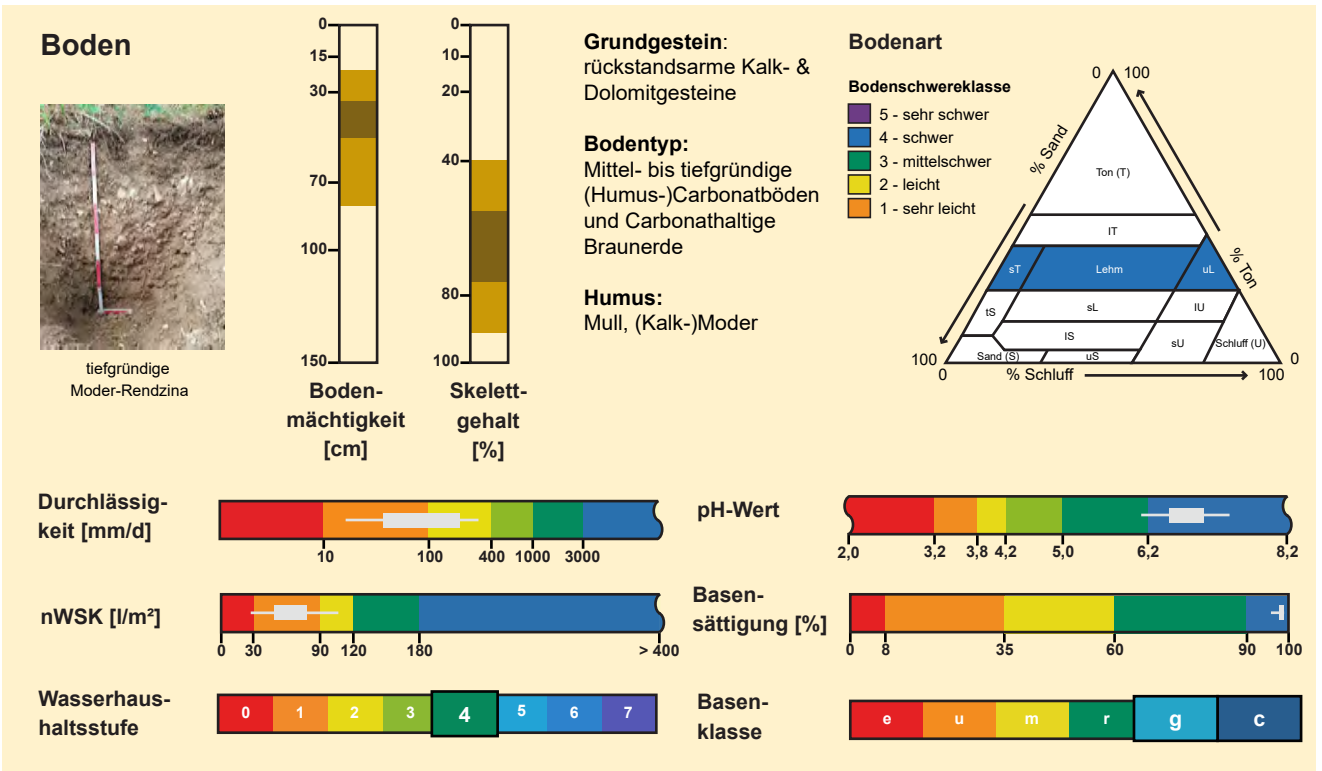 Boden
tiefgründige
Moder-Rendzina
0
15
30
70
100
150
Boden-
mächtigkeit
[cm]
0
10
20
40
80
100
Skelett-
gehalt
[%]
Grundgestein:
rückstandsarme Kalk- &
Dolomitgesteine
Bodentyp:
Mittel- bis tiefgründige
(Humus-)Carbonatböden
und Carbonathaltige
Braunerde
Humus:
Mull, (Kalk-)Moder
Bodenart
Bodenschwereklasse
5 - sehr schwer
4 - schwer
3 - mittelschwer
2 - leicht
1 - sehr leicht
0 100
% Sand
% Ton
Ton (T)
lT
sT Lehm uL
tS sL lU
lS
Sand (S) uS sU Schluff (U)
100 0
0 % Schluff 100
Durchlässig-
keit [mm/d]
10 100 400 1000 3000
nWSK [l/m²]
0 30 90 120 180 > 400
Wasserhaus-
haltsstufe
0 1 2 3 4 5 6 7
pH-Wert
2,0 3,2 3,8 4,2 5,0 6,2 8,2
Basen-
sättigung [%]
0 8 35 60 90 100
Basen-
klasse
e u m r g c